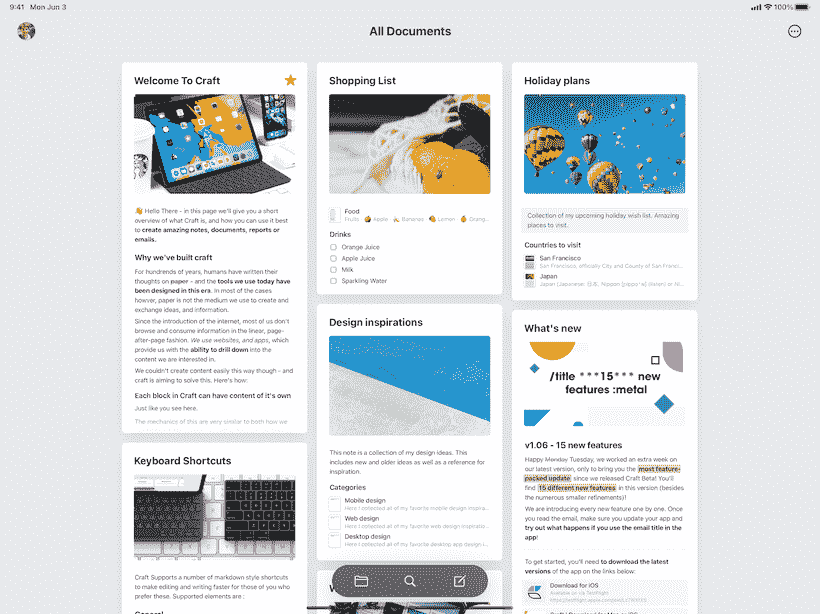 9:41 Mon Jun 3
100%
All Documents
Welcome To Craft
👋 Hello There - in this page we'll give you a short
overview of what Craft is, and how you can use it best
to create amazing notes, documents, reports or
emails.
Why we've built craft
For hundreds of years, humans have written their
thoughts on paper - and the tools we use today have
been designed in this era. In most of the cases
howver, paper is not the medium we use to create and
exchange ideas, and information.
Since the introduction of the internet, most of us don't
browse and consume information in the linear, page-
after-page fashion. We use websites, and apps, which
provide us with the ability to drill down into the
content we are interested in.
We couldn't create content easily this way though - and
craft is aiming to solve this. Here's how:
Each block in Craft can have content of it's own
Just like you see here.
The mechanics of this are very similar to both how we
Keyboard Shortcuts
Craft Supports a number of markdown style shortcuts
to make editing and writing faster for those of you who
prefer these. Supported elements are :
General
Shopping List
Food
Fruits · 🍎 Apple · 🍌 Bananas · 🍋 Lemon · 🍊 Orang...
Drinks
Orange Juice
Apple Juice
Milk
Sparkling Water
Design inspirations
This note is a collection of my design ideas. This
includes new and older ideas as well as a reference for
inspiration.
Categories
Mobile design
Here I collected all of my favorite mobile design inspira...
Web design
Here I collected all of my favorite web design inspiratio...
Desktop design
Here I collected all of my favorite desktop app design i...
Holiday plans
Collection of my upcoming holiday wish list. Amazing
places to visit.
Countries to visit
San Francisco
San Francisco, officially City and County of San Franci...
Japan
What's new
/title ***15*** new
features :metal
v1.06 - 15 new features
Happy Monday Tuesday, we worked an extra week on
our latest version, only to bring you the most feature-
packed update since we released Craft Beta! You'll
find 15 different new features in this version (besides
the numerous smaller refinements)!
We are introducing every new feature one by one. Once
you read the email, make sure you update your app and
try out what happens if you use the email title in the
app!
To get started, you'll need to download the latest
versions of the app on the links below:
Download for iOS
Available on via TestFlight